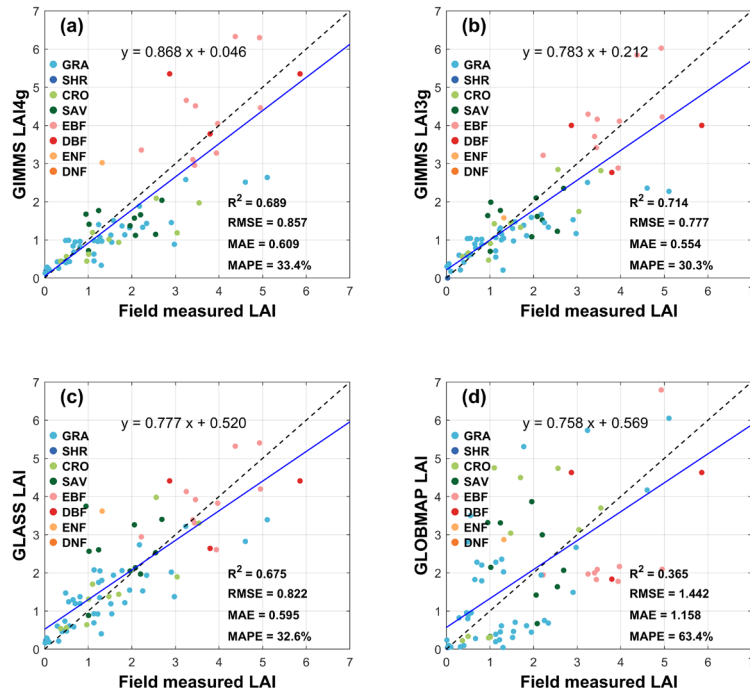 (a)
y = 0.868 x + 0.046
GRA
SHR
CRO
SAV
EBF
DBF
ENF
DNF
R² = 0.689
RMSE = 0.857
MAE = 0.609
MAPE = 33.4%
GIMMS LAI4g
7
6
5
4
3
2
1
0
0 1 2 3 4 5 6 7
Field measured LAI
(b)
y = 0.783 x + 0.212
GRA
SHR
CRO
SAV
EBF
DBF
ENF
DNF
R² = 0.714
RMSE = 0.777
MAE = 0.554
MAPE = 30.3%
GIMMS LAI3g
7
6
5
4
3
2
1
0
0 1 2 3 4 5 6 7
Field measured LAI
(c)
y = 0.777 x + 0.520
GRA
SHR
CRO
SAV
EBF
DBF
ENF
DNF
R² = 0.675
RMSE = 0.822
MAE = 0.595
MAPE = 32.6%
GLASS LAI
7
6
5
4
3
2
1
0
0 1 2 3 4 5 6 7
Field measured LAI
(d)
y = 0.758 x + 0.569
GRA
SHR
CRO
SAV
EBF
DBF
ENF
DNF
R² = 0.365
RMSE = 1.442
MAE = 1.158
MAPE = 63.4%
GLOBMAP LAI
7
6
5
4
3
2
1
0
0 1 2 3 4 5 6 7
Field measured LAI